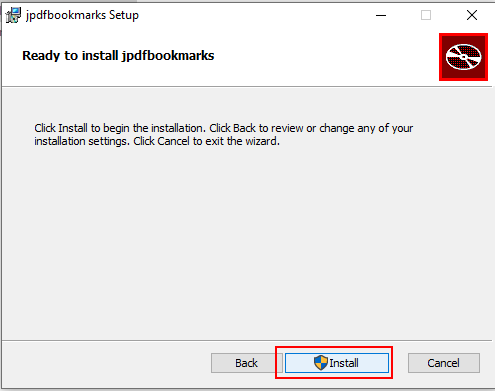 jpdfbookmarks Setup
Ready to install jpdfbookmarks
Click Install to begin the installation. Click Back to review or change any of your
installation settings. Click Cancel to exit the wizard.
Back
Install
Cancel